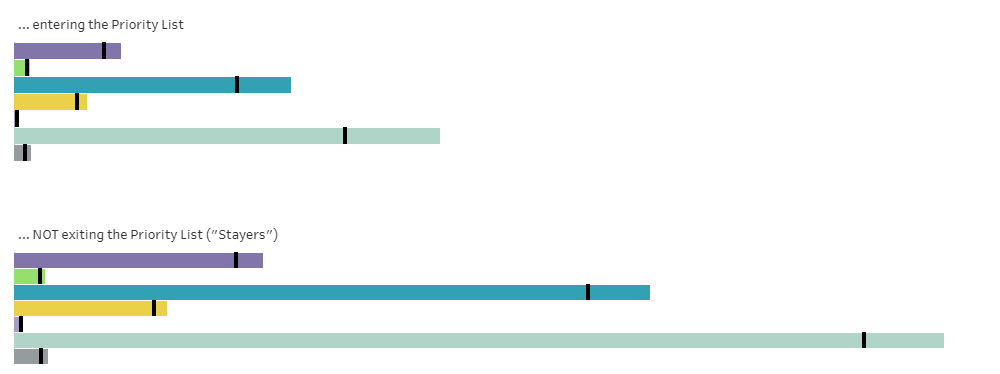 ... entering the Priority List
... NOT exiting the Priority List ("Stayers")